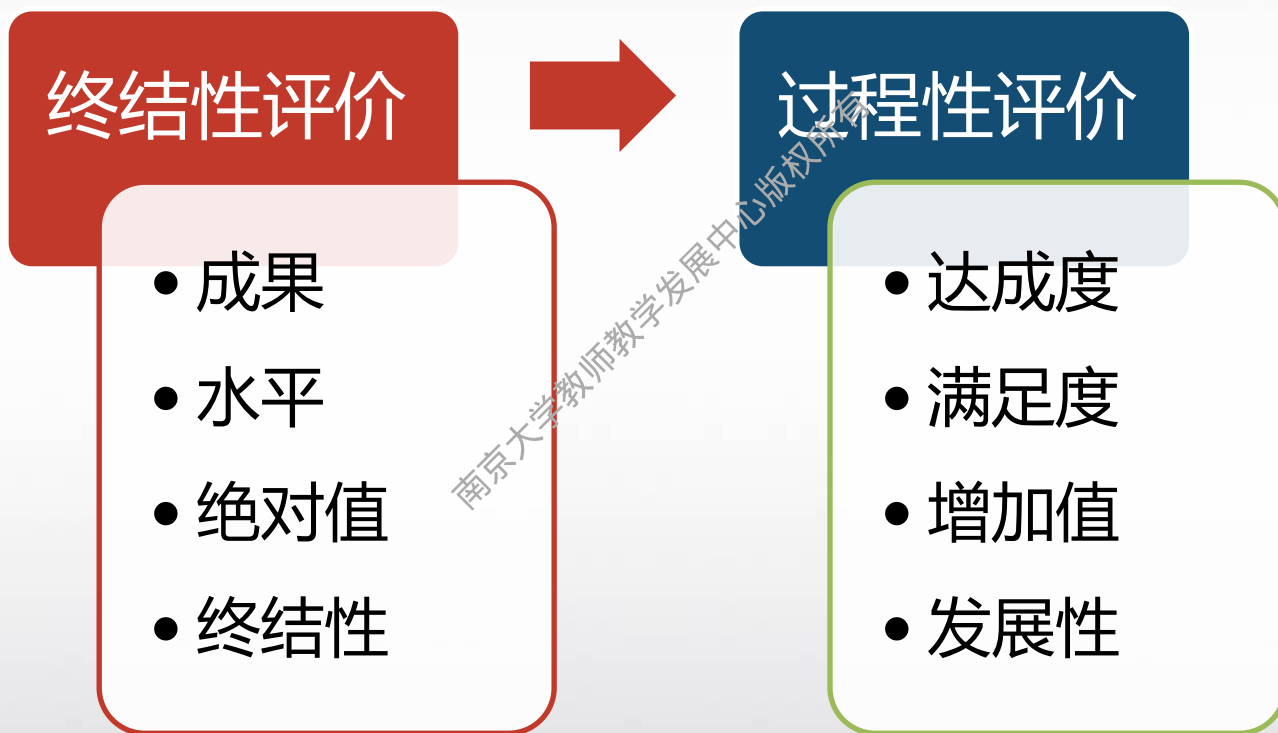 终结性评价
• 成果
• 水平
• 绝对值
• 终结性
过程性评价
• 达成度
• 满足度
• 增加值
• 发展性
南京大学教师教学发展中心版权所有